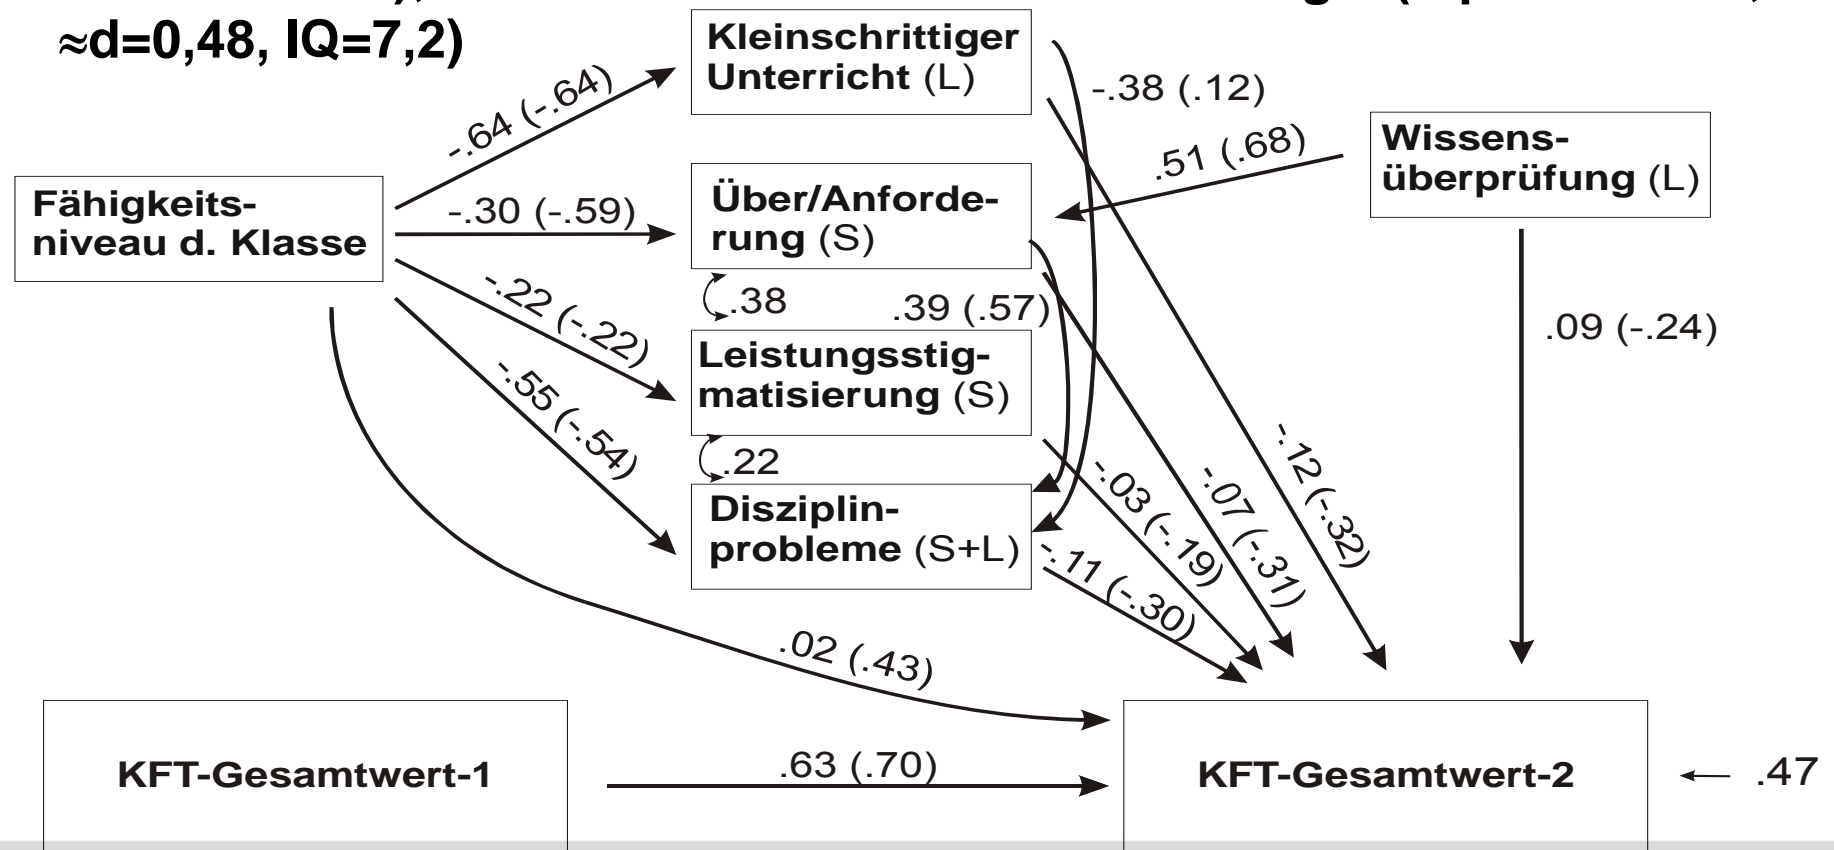 ≈d=0,48, IQ=7,2)
Kleinschrittiger
Unterricht (L)
-.38 (.12)
-.64 (-.64)
Wissens-
überprüfung (L)
.51 (.68)
Fähigkeits-
niveau d. Klasse
-.30 (-.59)
Über/Anforde-
rung (S)
-.22 (-.22)
.38
.39 (.57)
.09 (-.24)
Leistungsstig-
matisierung (S)
-.55 (-.54)
.22
-.03 (-.19)
-.07 (-.31)
-.12 (-.32)
Disziplin-
probleme (S+L)
-.11 (-.30)
.02 (.43)
KFT-Gesamtwert-1
.63 (.70)
KFT-Gesamtwert-2
.47